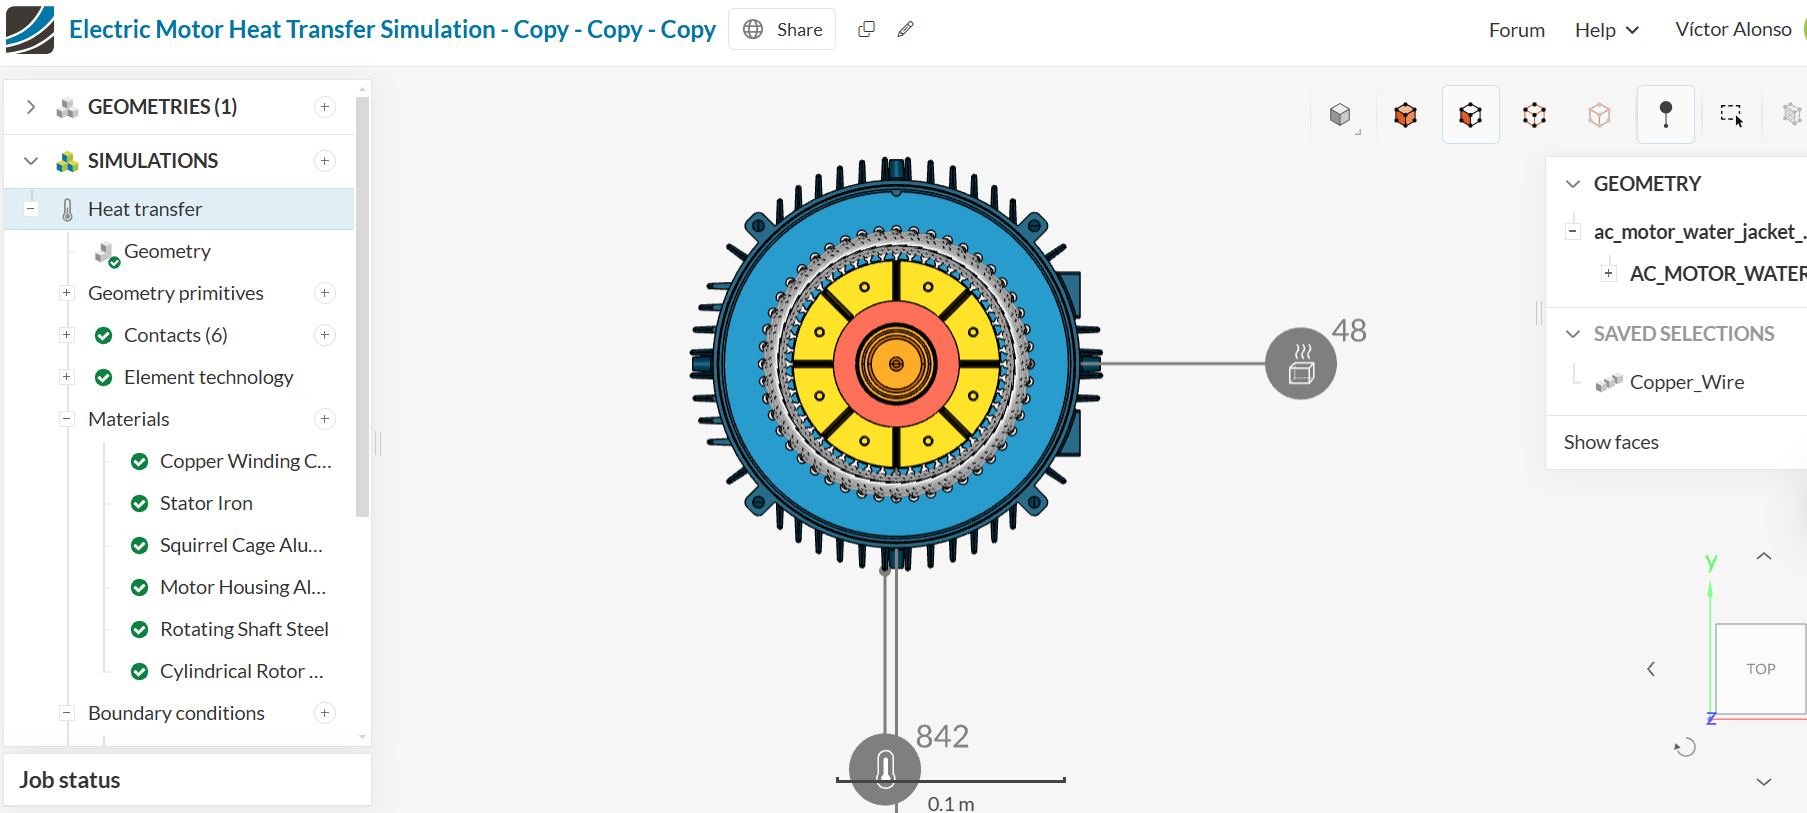 Electric Motor Heat Transfer Simulation - Copy - Copy - Copy
Share
Forum
Help
Víctor Alonso
GEOMETRIES (1)
SIMULATIONS
Heat transfer
Geometry
Geometry primitives
Contacts (6)
Element technology
Materials
Copper Winding C...
Stator Iron
Squirrel Cage Alu...
Motor Housing Al...
Rotating Shaft Steel
Cylindrical Rotor ...
Boundary conditions
Job status
48
842
0.1 m
GEOMETRY
ac_motor_water_jacket_.
AC_MOTOR_WATER
SAVED SELECTIONS
Copper_Wire
Show faces
y
TOP
z